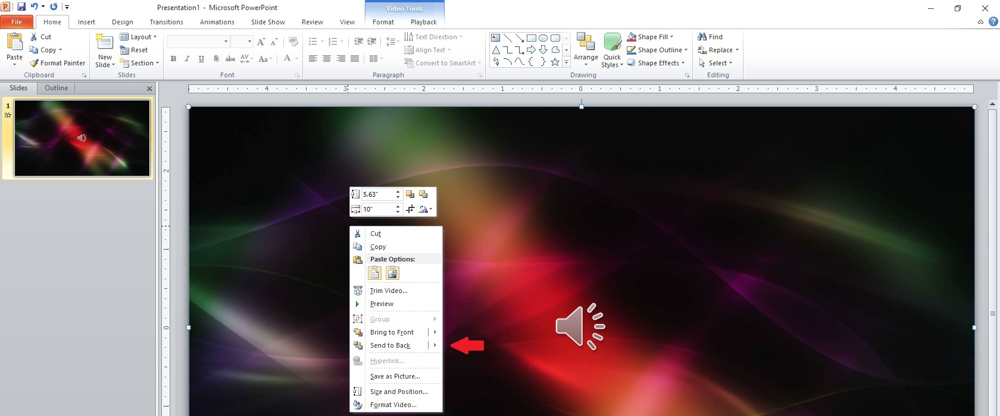 Presentation1 - Microsoft PowerPoint
Video Tools
File Home Insert Design Transitions Animations Slide Show Review View Format Playback
Cut Layout Text Direction Shape Fill Find
Copy Reset Align Text Shape Outline Replace
Paste Format Painter New Slide Section B I U S abc AV Aa A Convert to SmartArt Arrange Quick Styles Shape Effects Select
Clipboard Slides Font Paragraph Drawing Editing
Slides Outline
4 3 2 1 0 1 2 3 4
1
2
1
0
1
5.63"
10"
Cut
Copy
Paste Options:
Trim Video...
Preview
Group
Bring to Front
Send to Back
Hyperlink...
Save as Picture...
Size and Position...
Format Video...